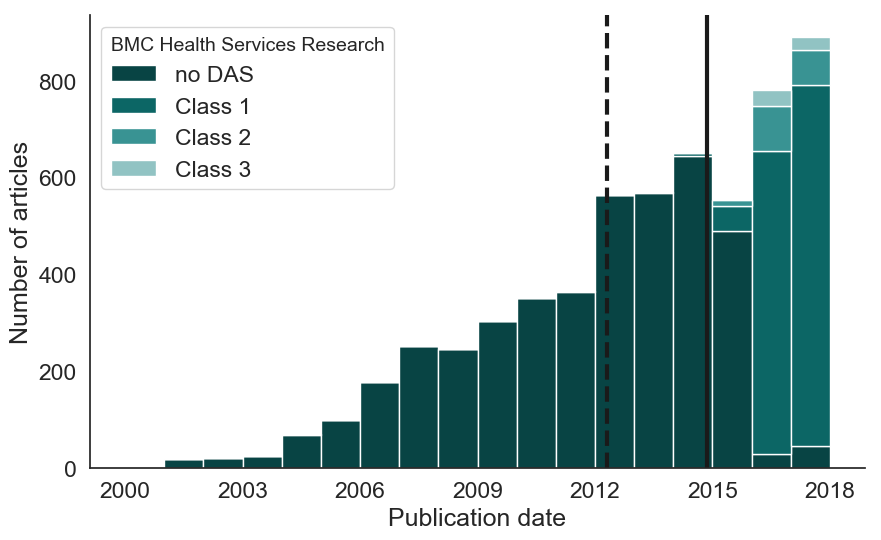 BMC Health Services Research
no DAS
Class 1
Class 2
Class 3
Number of articles
800
600
400
200
0
2000 2003 2006 2009 2012 2015 2018
Publication date